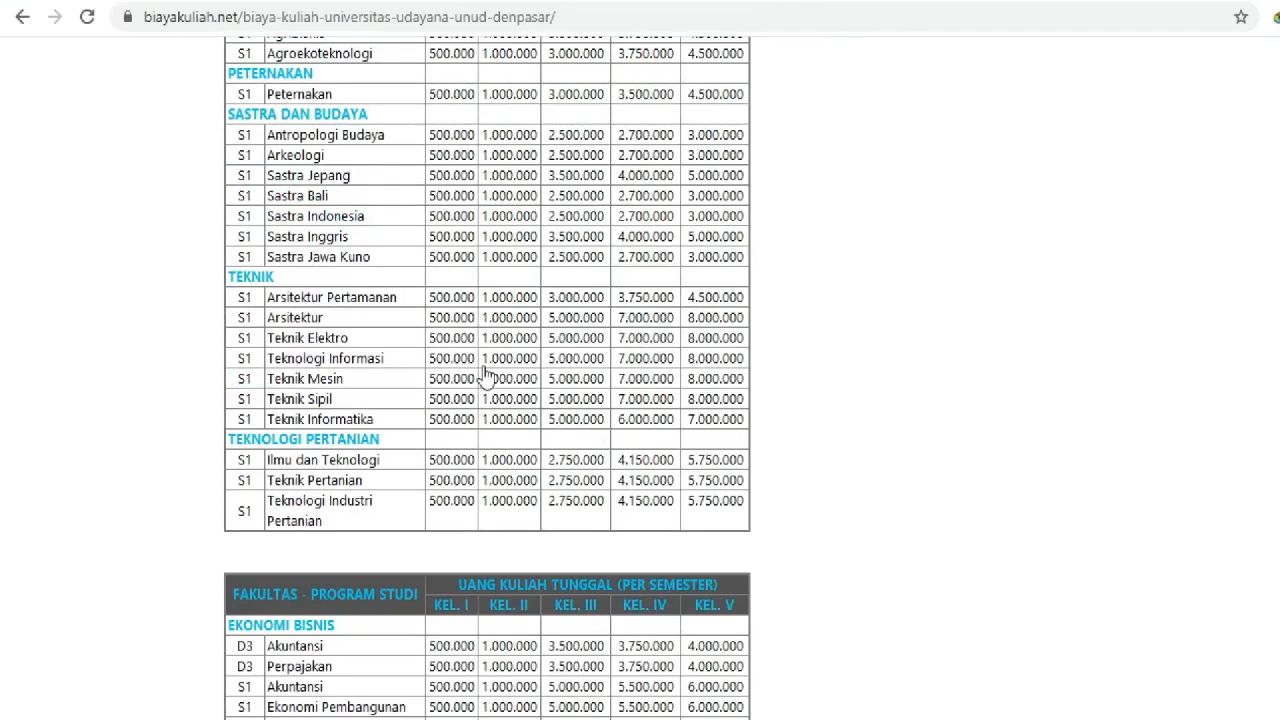 biayakuliah.net/biaya-kuliah-universitas-udayana-unud-denpasar/
S1 Agroekoteknologi 500.000 1.000.000 3.000.000 3.750.000 4.500.000
PETERNAKAN
S1 Peternakan 500.000 1.000.000 3.000.000 3.500.000 4.500.000
SASTRA DAN BUDAYA
S1 Antropologi Budaya 500.000 1.000.000 2.500.000 2.700.000 3.000.000
S1 Arkeologi 500.000 1.000.000 2.500.000 2.700.000 3.000.000
S1 Sastra Jepang 500.000 1.000.000 3.500.000 4.000.000 5.000.000
S1 Sastra Bali 500.000 1.000.000 2.500.000 2.700.000 3.000.000
S1 Sastra Indonesia 500.000 1.000.000 2.500.000 2.700.000 3.000.000
S1 Sastra Inggris 500.000 1.000.000 3.500.000 4.000.000 5.000.000
S1 Sastra Jawa Kuno 500.000 1.000.000 2.500.000 2.700.000 3.000.000
TEKNIK
S1 Arsitektur Pertamanan 500.000 1.000.000 3.000.000 3.750.000 4.500.000
S1 Arsitektur 500.000 1.000.000 5.000.000 7.000.000 8.000.000
S1 Teknik Elektro 500.000 1.000.000 5.000.000 7.000.000 8.000.000
S1 Teknologi Informasi 500.000 1.000.000 5.000.000 7.000.000 8.000.000
S1 Teknik Mesin 500.000 5.000.000 7.000.000 8.000.000
S1 Teknik Sipil 500.000 1.000.000 5.000.000 7.000.000 8.000.000
S1 Teknik Informatika 500.000 1.000.000 5.000.000 6.000.000 7.000.000
TEKNOLOGI PERTANIAN
S1 Ilmu dan Teknologi 500.000 1.000.000 2.750.000 4.150.000 5.750.000
S1 Teknik Pertanian 500.000 1.000.000 2.750.000 4.150.000 5.750.000
S1 Teknologi Industri 500.000 1.000.000 2.750.000 4.150.000 5.750.000
Pertanian
FAKULTAS - PROGRAM STUDI UANG KULIAH TUNGGAL (PER SEMESTER)
KEL. I KEL. II KEL. III KEL. IV KEL. V
EKONOMI BISNIS
D3 Akuntansi 500.000 1.000.000 3.500.000 3.750.000 4.000.000
D3 Perpajakan 500.000 1.000.000 3.500.000 3.750.000 4.000.000
S1 Akuntansi 500.000 1.000.000 5.000.000 5.500.000 6.000.000
S1 Ekonomi Pembangunan 500.000 1.000.000 5.000.000 5.500.000 6.000.000